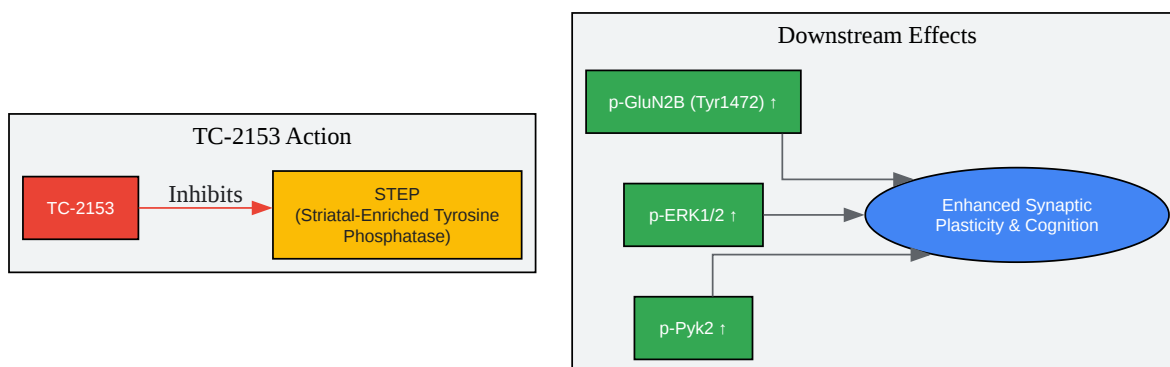 TC-2153 Action
TC-2153
Inhibits
STEP
(Striatal-Enriched Tyrosine
Phosphatase)
Downstream Effects
p-GluN2B (Tyr1472) ↑
p-ERK1/2 ↑
p-Pyk2 ↑
Enhanced Synaptic
Plasticity & Cognition